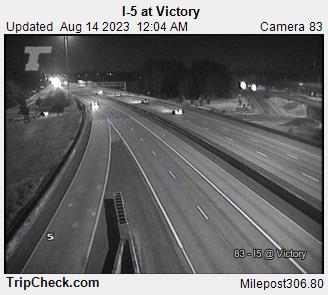 I-5 at Victory
Updated Aug 14 2023 12:04 AM Camera 83
S
83 - I5 @ Victory
TripCheck.com Milepost306.80